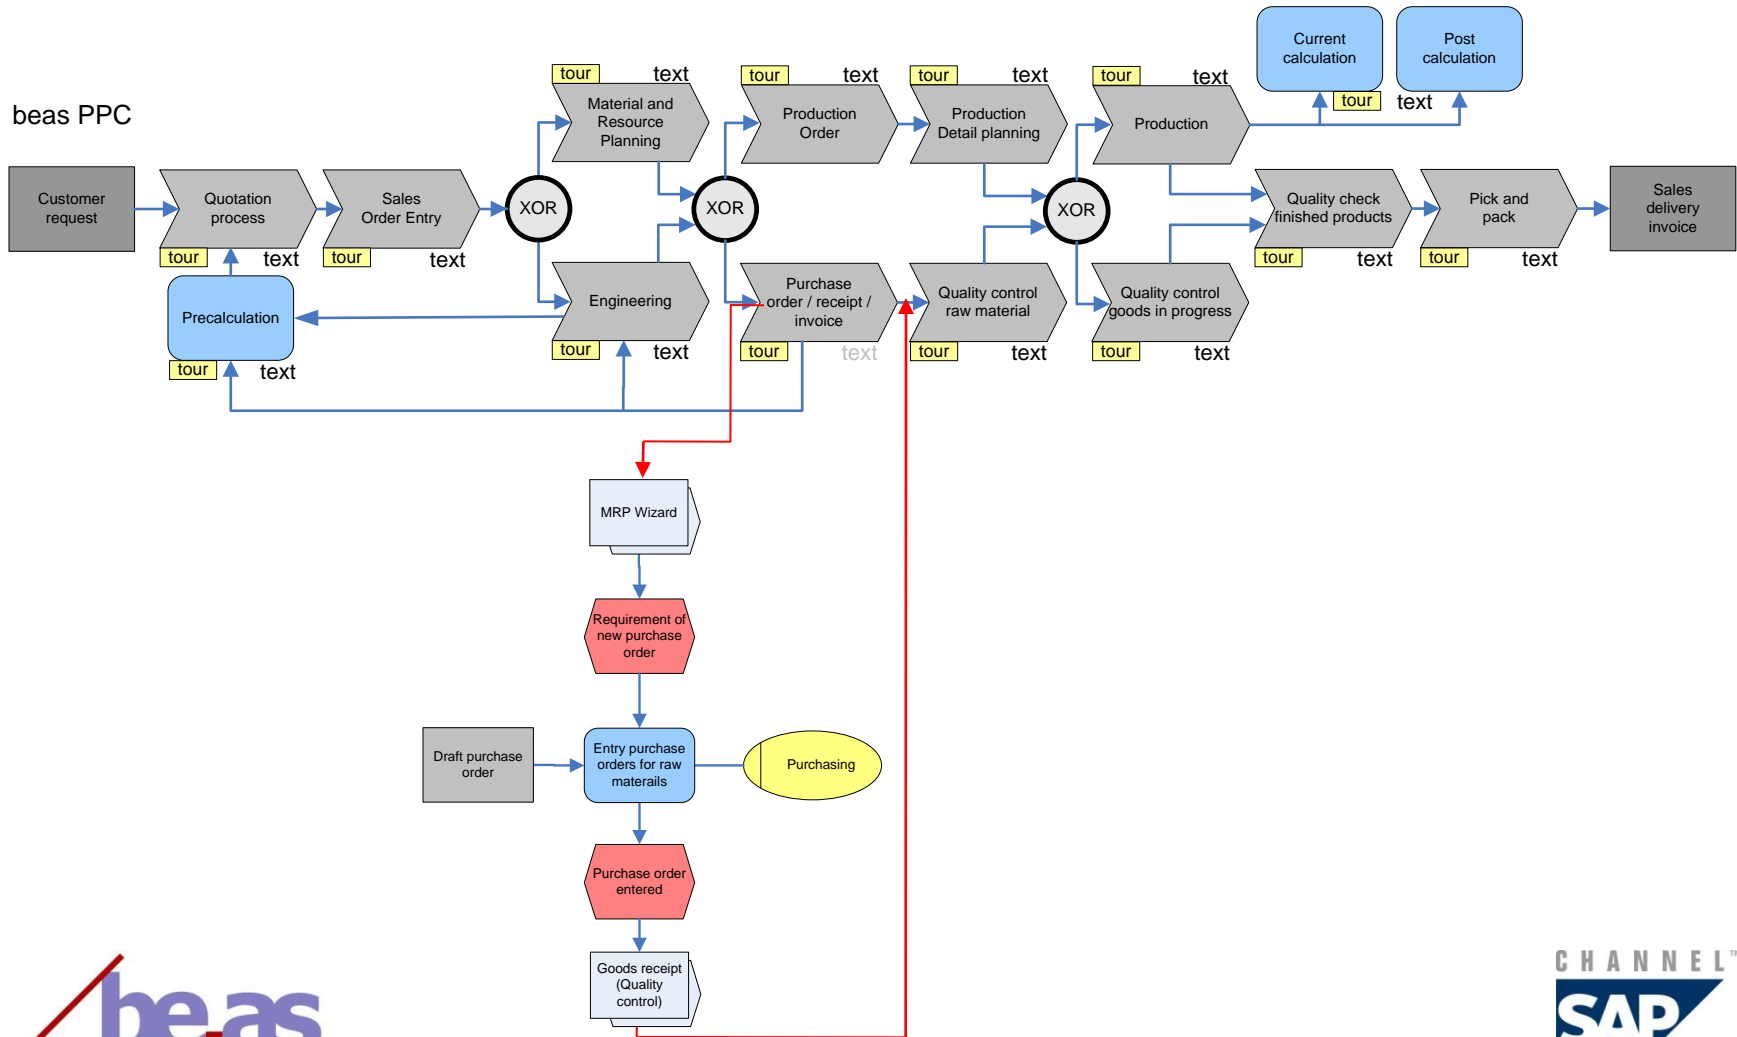 beas PPC
Current
calculation
Post
calculation
tour
text
tour
text
tour
text
tour
text
tour
text
Material and
Resource
Planning
Production
Order
Production
Detail planning
Production
Customer
request
Quotation
process
Sales
Order Entry
XOR
XOR
XOR
Quality check
finished products
Pick and
pack
Sales
delivery
invoice
tour
text
tour
text
tour
text
tour
text
Precalculation
Engineering
Purchase
order / receipt /
invoice
Quality control
raw material
Quality control
goods in progress
tour
text
tour
text
tour
text
tour
text
tour
text
MRP Wizard
Requirement of
new purchase
order
Draft purchase
order
Entry purchase
orders for raw
materails
Purchasing
Purchase order
entered
Goods receipt
(Quality
control)
be.as
CHANNEL™
SAP